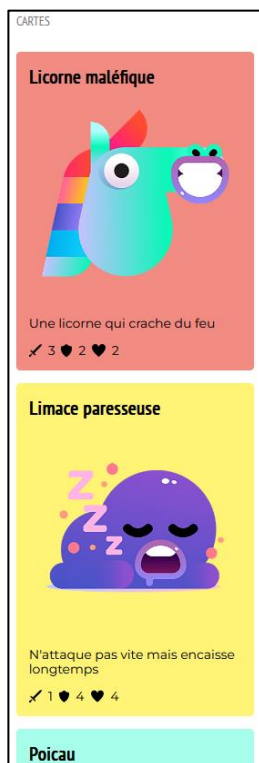 CARTES
Licorne maléfique
Une licorne qui crache du feu
3 2 2
Limace paresseuse
Z
Z
Z
N'attaque pas vite mais encaisse
longtemps
1 4 4
Poicau